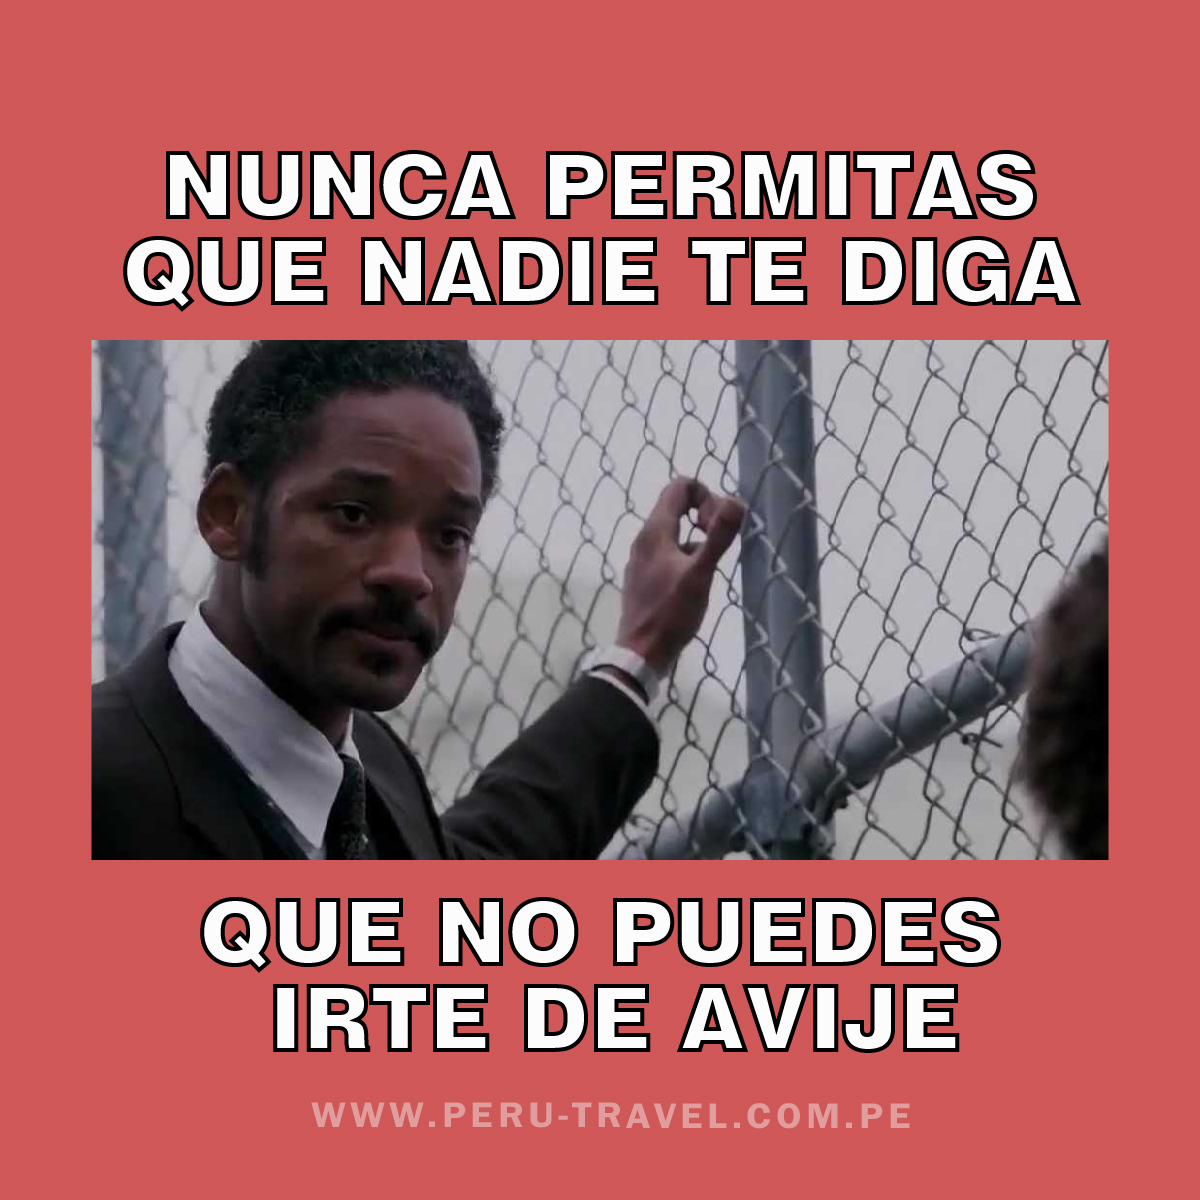 NUNCA PERMITAS
QUE NADIE TE DIGA
QUE NO PUEDES
IRTE DE AVIJE
WWW.PERU-TRAVEL.COM.PE